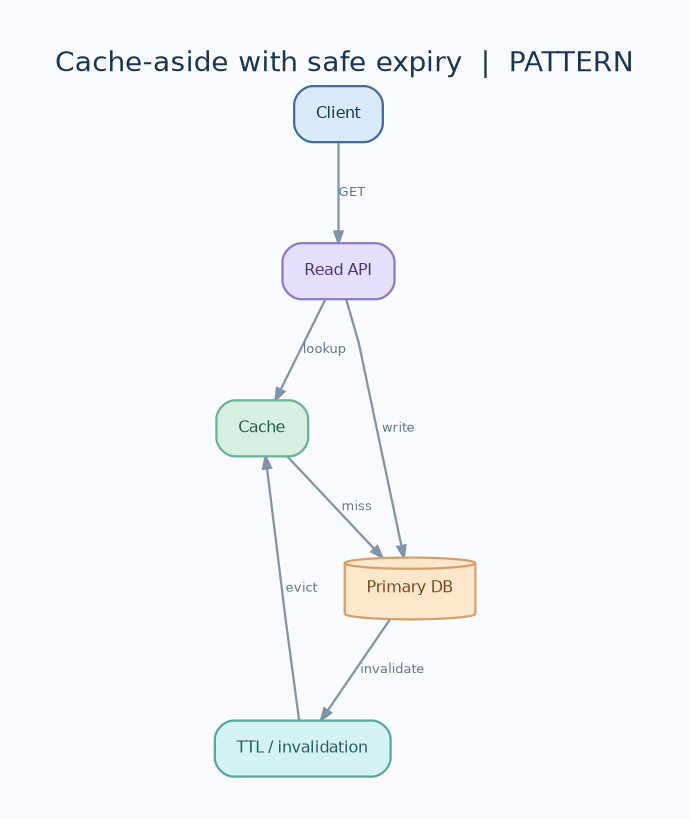 Cache-aside with safe expiry | PATTERN
Client
GET
Read API
lookup
Cache
write
miss
Primary DB
evict
invalidate
TTL / invalidation